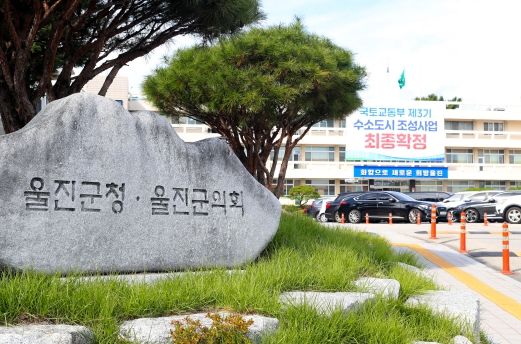 울진군청 · 울진군의회
국토교통부 제3기
수소도시 조성사업
최종확정
화합으로 새로운 희망울진